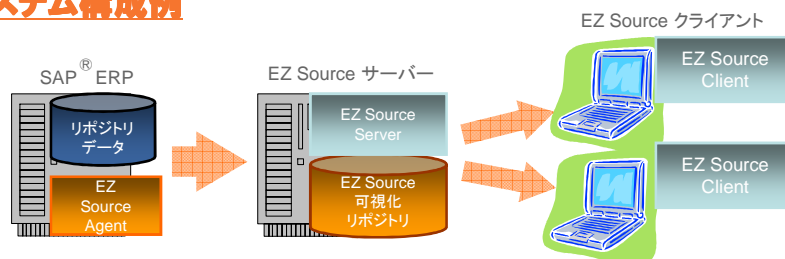 ステム構成例
EZ Source クライアント
SAP® ERP
EZ Source サーバー
リポジトリ
データ
EZ
Source
Agent
EZ Source
Server
EZ Source
可視化
リポジトリ
EZ Source
Client
EZ Source
Client